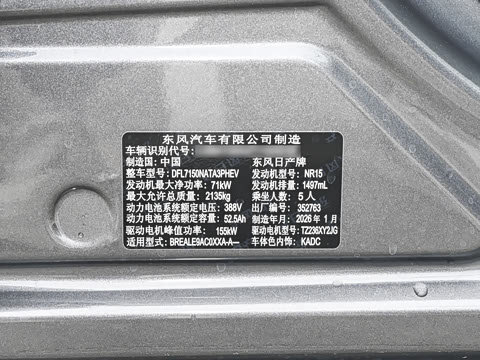 东风汽车有限公司制造
车辆识别代号:
制造国: 中国 东风日产牌
整车型号: DFL7150NATA3PHEV 发动机型号: NR15
发动机最大净功率: 71kW 发动机排量: 1497mL
最大允许总质量: 2135kg 乘坐人数: 5 人
动力电池系统额定电压: 388V 出厂编号: 352763
动力电池系统额定容量: 52.5Ah 制造年月: 2026 年 1 月
驱动电机峰值功率: 155kW 驱动电机型号: TZ236XY2JG
适用型号: BREALE9AC0XXA-A— 车体色内饰: KADC